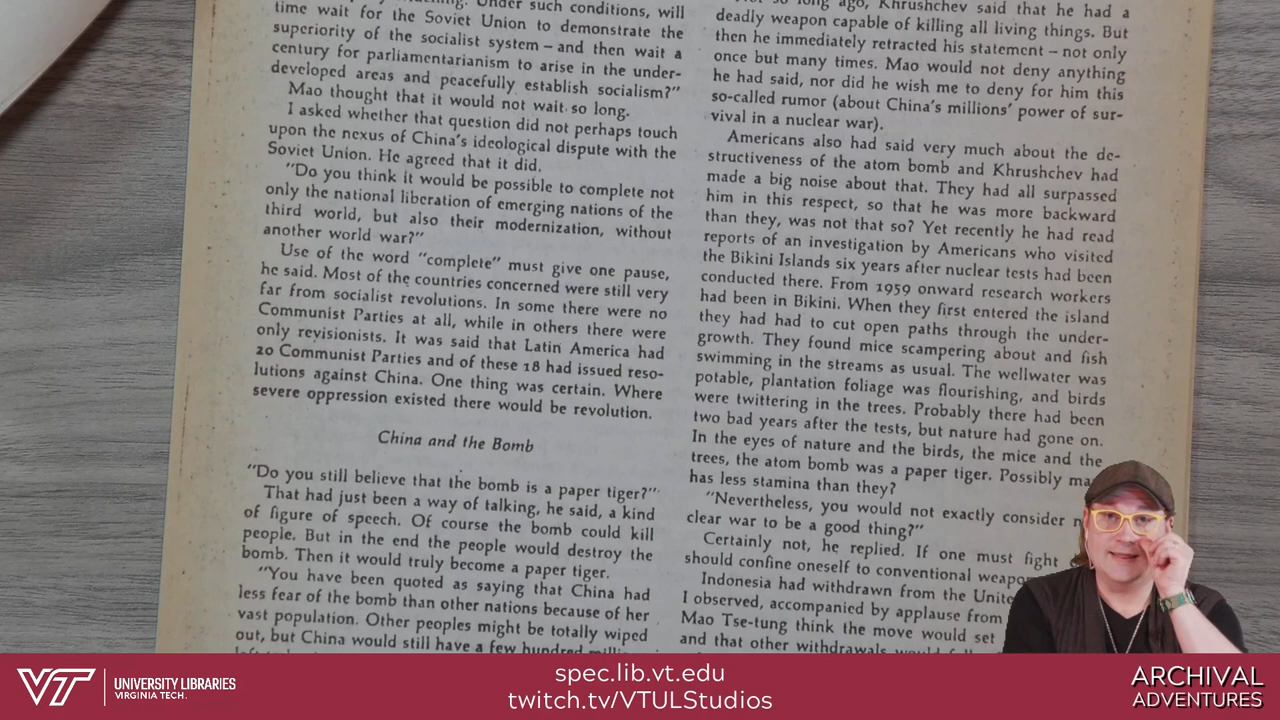 Under such conditions, will
time wait for the Soviet Union to demonstrate the
superiority of the socialist system – and then wait a
century for parliamentarianism to arise in the under-
developed areas and peacefully establish socialism?"
Mao thought that it would not wait so long.
I asked whether that question did not perhaps touch
upon the nexus of China's ideological dispute with the
Soviet Union. He agreed that it did.
"Do you think it would be possible to complete not
only the national liberation of emerging nations of the
third world, but also their modernization, without
another world war?"
Use of the word "complete" must give one pause,
he said. Most of the countries concerned were still very
far from socialist revolutions. In some there were no
Communist Parties at all, while in others there were
only revisionists. It was said that Latin America had
20 Communist Parties and of these 18 had issued reso-
lutions against China. One thing was certain. Where
severe oppression existed there would be revolution.
China and the Bomb
"Do you still believe that the bomb is a paper tiger?"
That had just been a way of talking, he said, a kind
of figure of speech. Of course the bomb could kill
people. But in the end the people would destroy the
bomb. Then it would truly become a paper tiger.
"You have been quoted as saying that China had
less fear of the bomb than other nations because of her
vast population. Other peoples might be totally wiped
out, but China would still have a few hundred
so long ago, Khrushchev said that he had a
deadly weapon capable of killing all living things. But
then he immediately retracted his statement – not only
once but many times. Mao would not deny anything
he had said, nor did he wish me to deny for him this
so-called rumor (about China's millions' power of sur-
vival in a nuclear war).
Americans also had said very much about the de-
structiveness of the atom bomb and Khrushchev had
made a big noise about that. They had all surpassed
him in this respect, so that he was more backward
than they, was not that so? Yet recently he had read
reports of an investigation by Americans who visited
the Bikini Islands six years after nuclear tests had been
conducted there. From 1959 onward research workers
had been in Bikini. When they first entered the island
they had had to cut open paths through the under-
growth. They found mice scampering about and fish
swimming in the streams as usual. The wellwater was
potable, plantation foliage was flourishing, and birds
were twittering in the trees. Probably there had been
two bad years after the tests, but nature had gone on.
In the eyes of nature and the birds, the mice and the
trees, the atom bomb was a paper tiger. Possibly
has less stamina than they?
"Nevertheless, you would not exactly consider
clear war to be a good thing?"
Certainly not, he replied. If one must fight
should confine oneself to conventional
Indonesia had withdrawn from the
I observed, accompanied by applause from
Mao Tse-tung think the move would set
and that other withdrawals would
VT UNIVERSITY LIBRARIES
VIRGINIA TECH.
spec.lib.vt.edu
twitch.tv/VTULStudios
ARCHIVAL
ADVENTURES